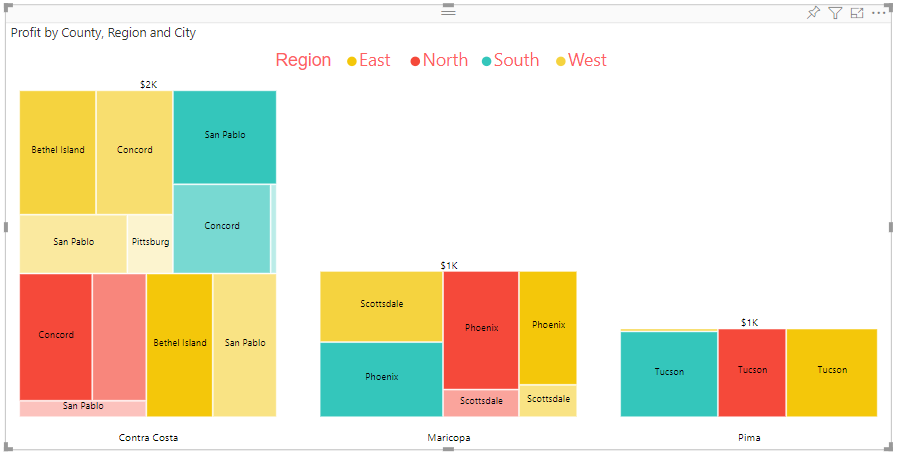 Profit by County, Region and City
Region East North South West
$2K
Bethel Island Concord San Pablo
San Pablo Pittsburg Concord
Concord Bethel Island San Pablo
San Pablo
Contra Costa
$1K
Scottsdale Phoenix Phoenix
Phoenix Scottsdale Scottsdale
Maricopa
$1K
Tucson Tucson Tucson
Pima